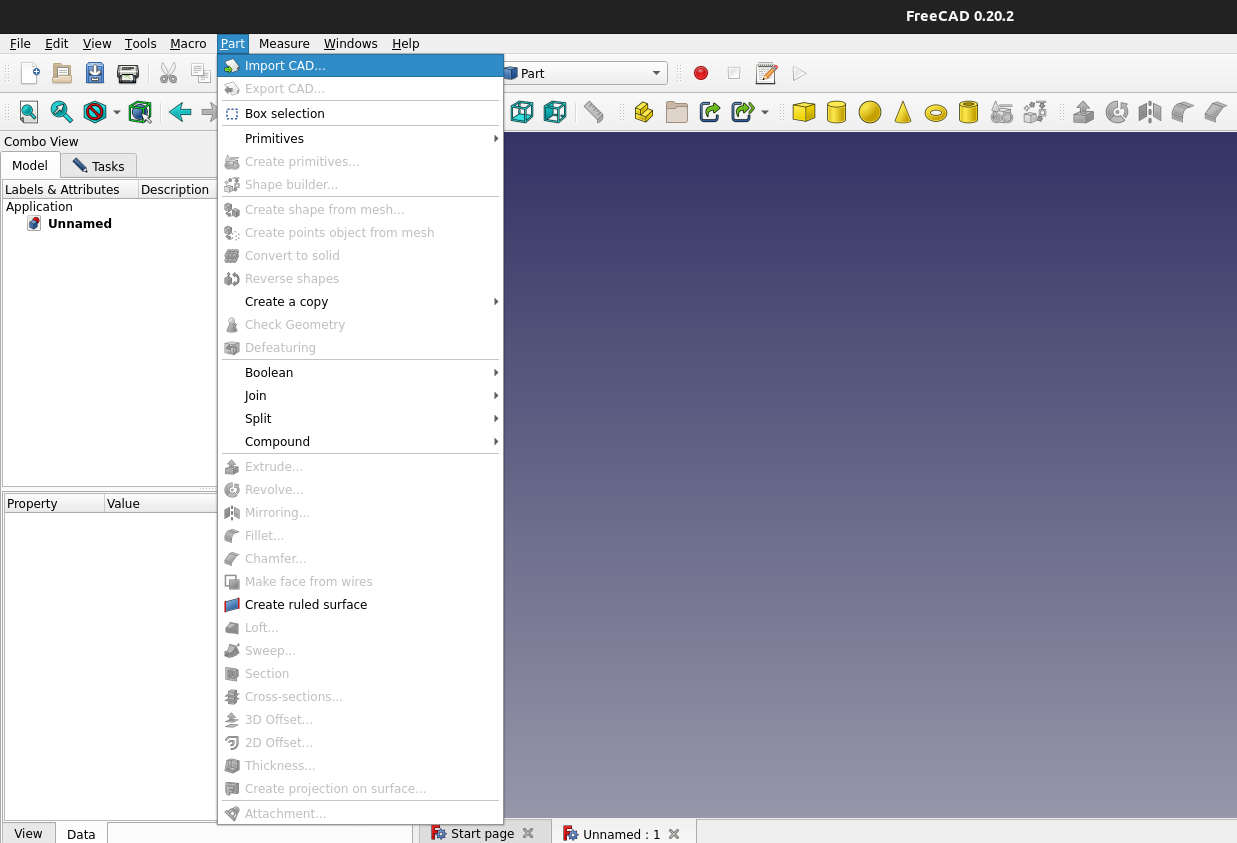 FreeCAD 0.20.2
File Edit View Tools Macro Part Measure Windows Help
Import CAD...
Part
Export CAD...
Box selection
Combo View
Primitives
Model Tasks
Create primitives...
Shape builder...
Labels & Attributes Description
Application
Create shape from mesh...
Unnamed
Create points object from mesh
Convert to solid
Reverse shapes
Create a copy
Check Geometry
Defeaturing
Boolean
Join
Split
Compound
Extrude...
Revolve...
Property Value
Mirroring...
Fillet...
Chamfer...
Make face from wires
Create ruled surface
Loft...
Sweep...
Section
Cross-sections...
3D Offset...
2D Offset...
Thickness...
Create projection on surface...
Attachment...
View Data Start page Unnamed : 1